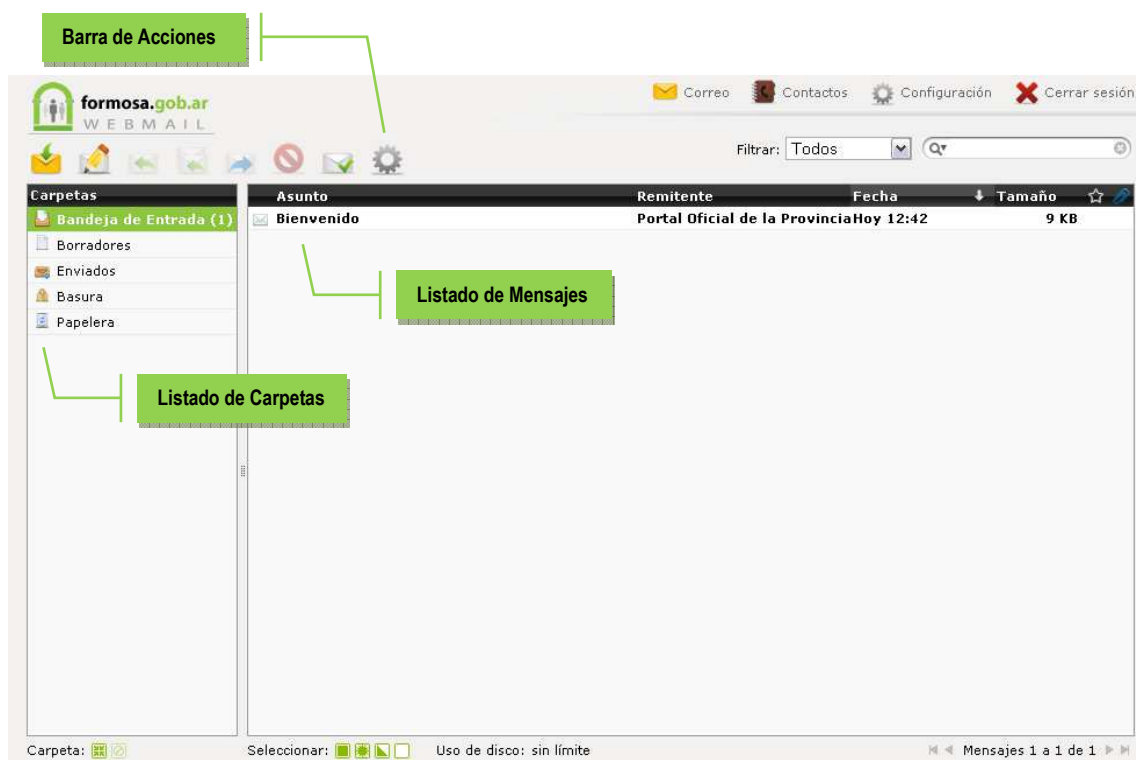 Barra de Acciones
formosa.gob.ar
WEBMAIL
Correo Contactos Configuración Cerrar sesión
Filtrar: Todos
Carpetas
Asunto Remitente Fecha Tamaño
Bandeja de Entrada (1)
Bienvenido Portal Oficial de la Provincia Hoy 12:42 9 KB
Borradores
Enviados
Basura
Papelera
Listado de Mensajes
Listado de Carpetas
Carpeta: Seleccionar: Uso de disco: sin límite Mensajes 1 a 1 de 1